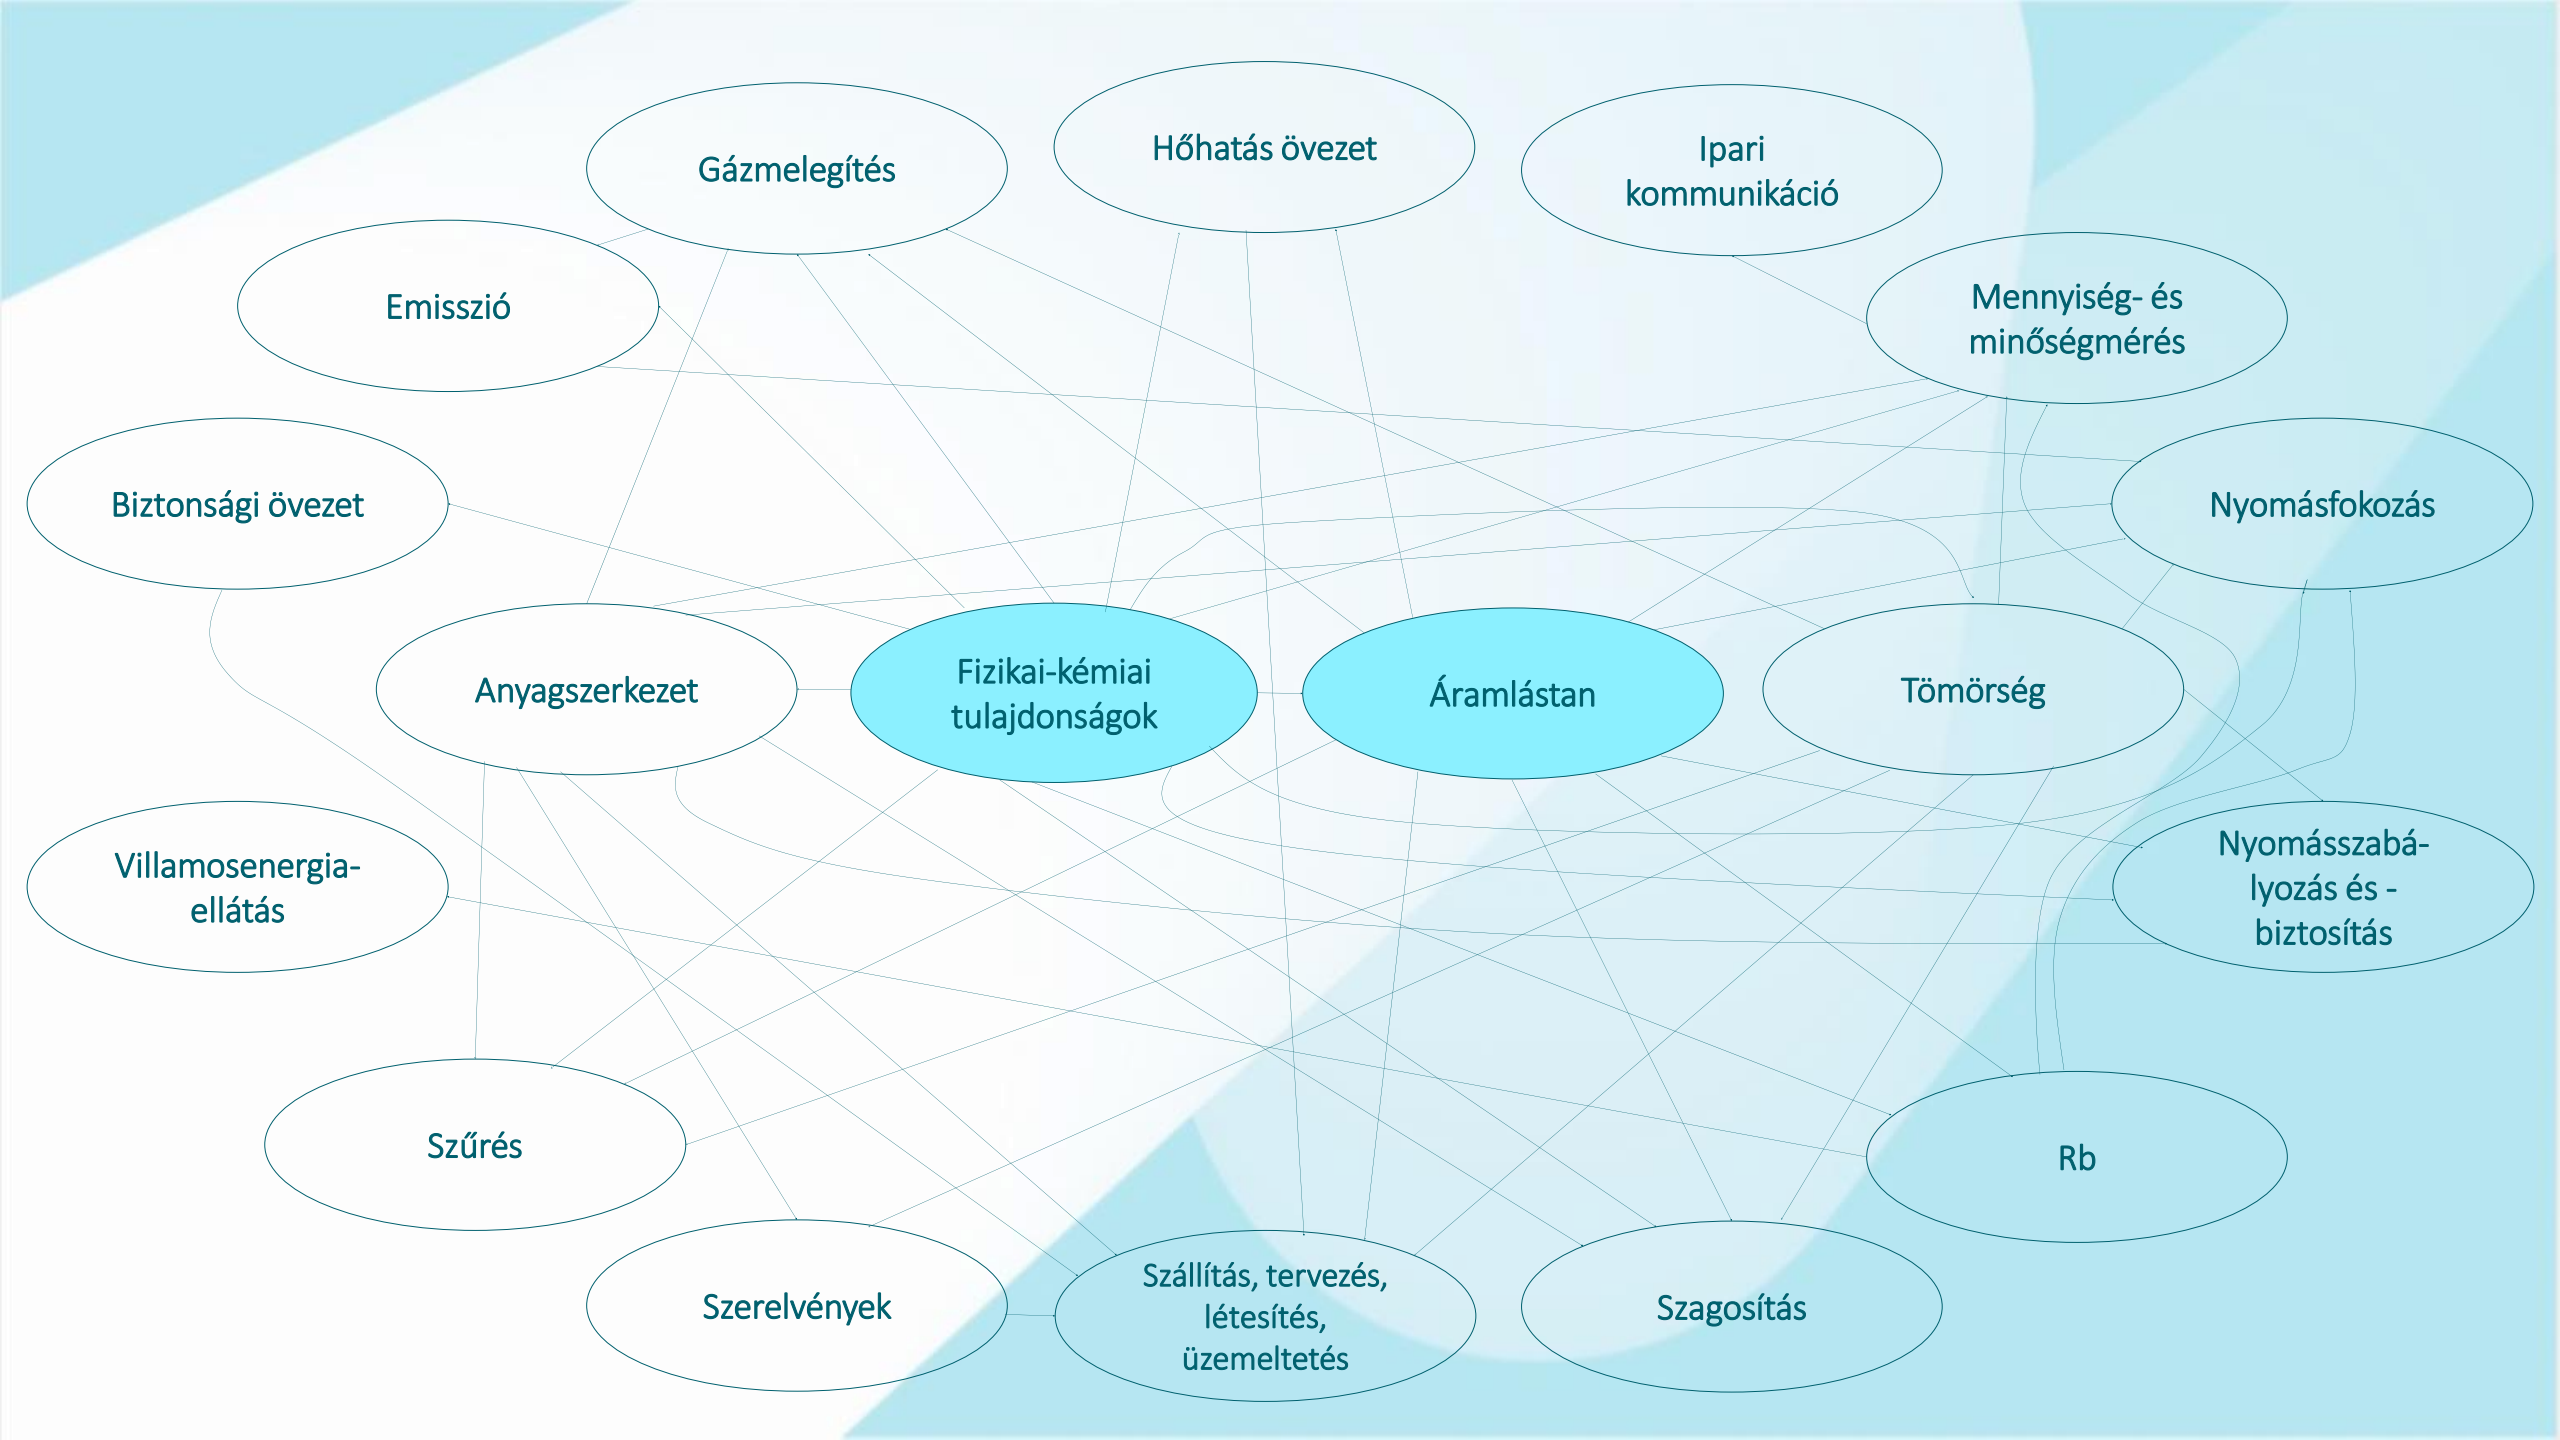 Hőhatás övezet
Gázmelegítés
Ipari
kommunikáció
Emisszió
Mennyiség- és
minőségmérés
Biztonsági övezet
Nyomásfokozás
Anyagszerkezet
Fizikai-kémiai
tulajdonságok
Áramlástan
Tömörség
Villamosenergia-
ellátás
Nyomásszabá-
lyozás és -
biztosítás
Szűrés
Rb
Szerelvények
Szállítás, tervezés,
létesítés,
üzemeltetés
Szagosítás